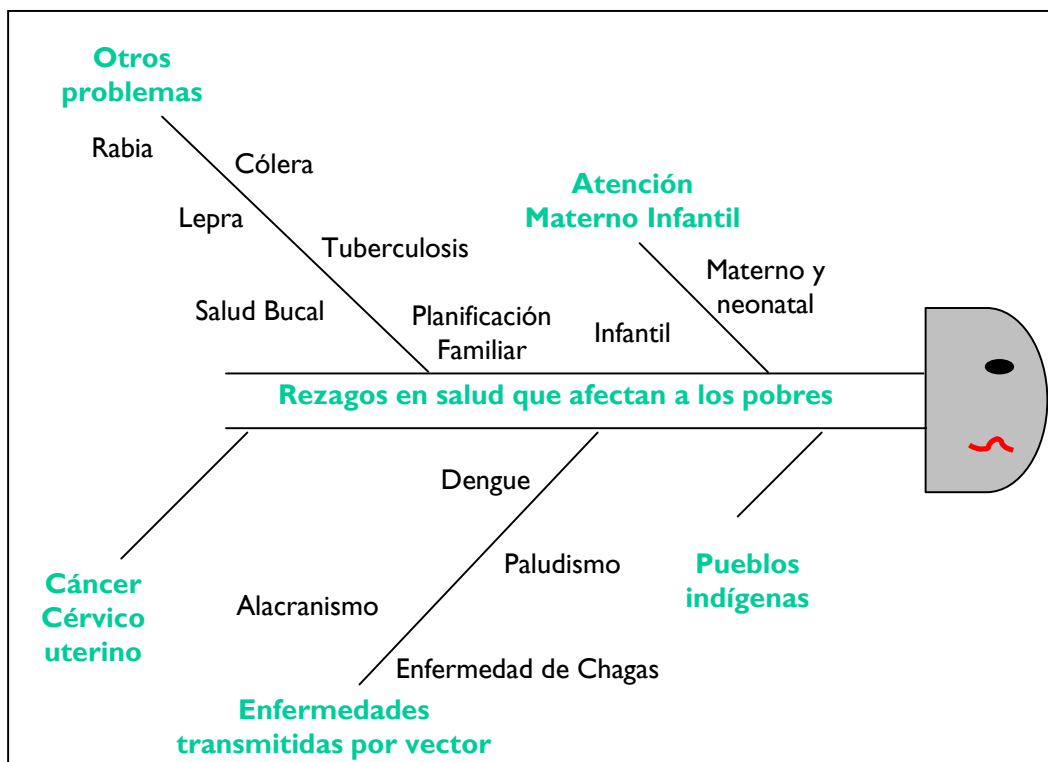 Otros
problemas
Rabia
Cólera
Lepra
Tuberculosis
Salud Bucal
Planificación
Familiar
Atención
Materno Infantil
Materno y
neonatal
Infantil
Rezagos en salud que afectan a los pobres
Cáncer
Cérvico
uterino
Dengue
Paludismo
Alacranismo
Enfermedad de Chagas
Enfermedades
transmitidas por vector
Pueblos
indígenas